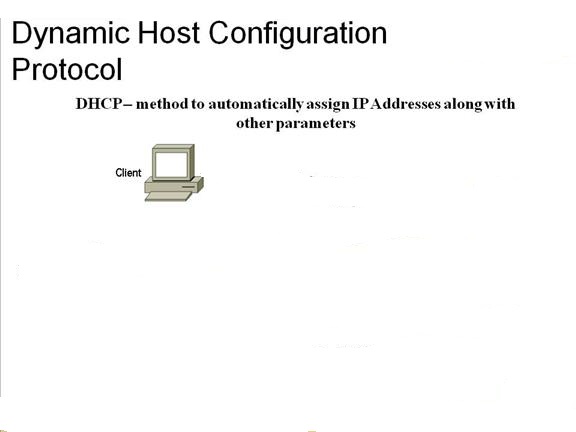 Dynamic Host Configuration
Protocol
DHCP– method to automatically assign IP Addresses along with
other parameters
Client